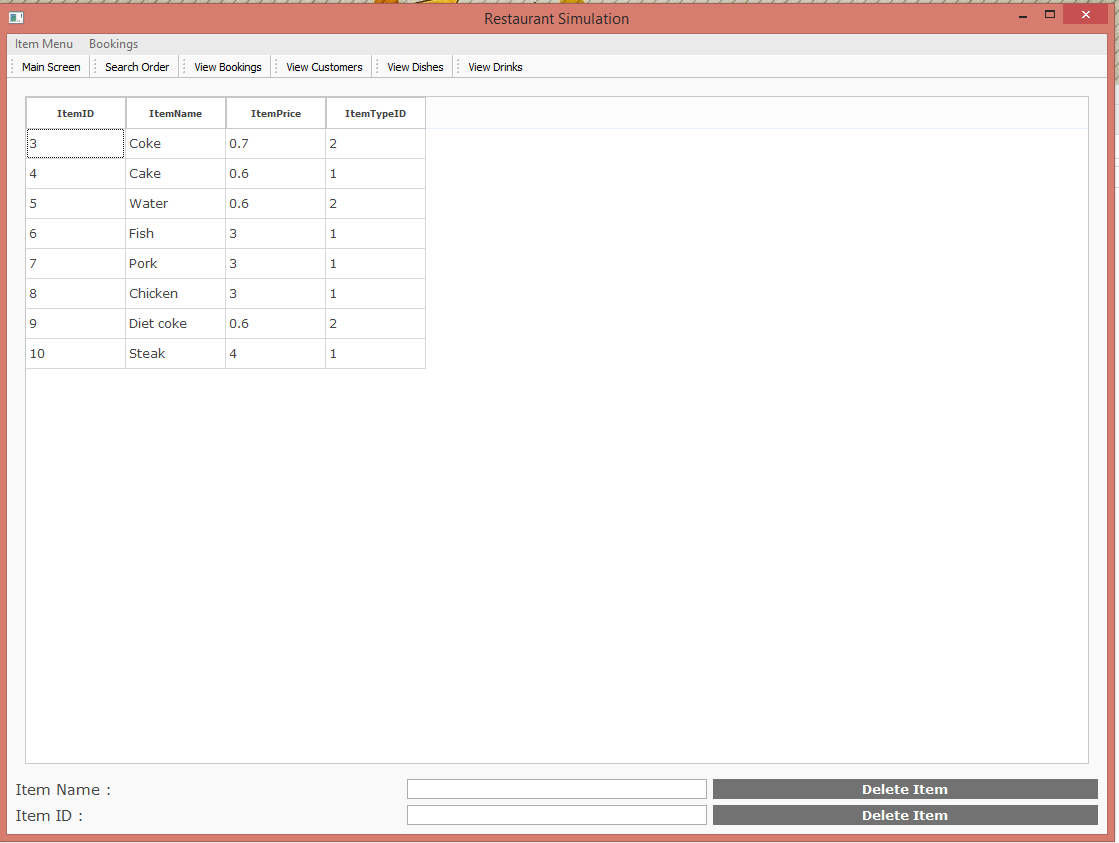 Restaurant Simulation
Item Menu Bookings
Main Screen Search Order View Bookings View Customers View Dishes View Drinks
ItemID ItemName ItemPrice ItemTypeID
3 Coke 0.7 2
4 Cake 0.6 1
5 Water 0.6 2
6 Fish 3 1
7 Pork 3 1
8 Chicken 3 1
9 Diet coke 0.6 2
10 Steak 4 1
Item Name : Delete Item
Item ID : Delete Item